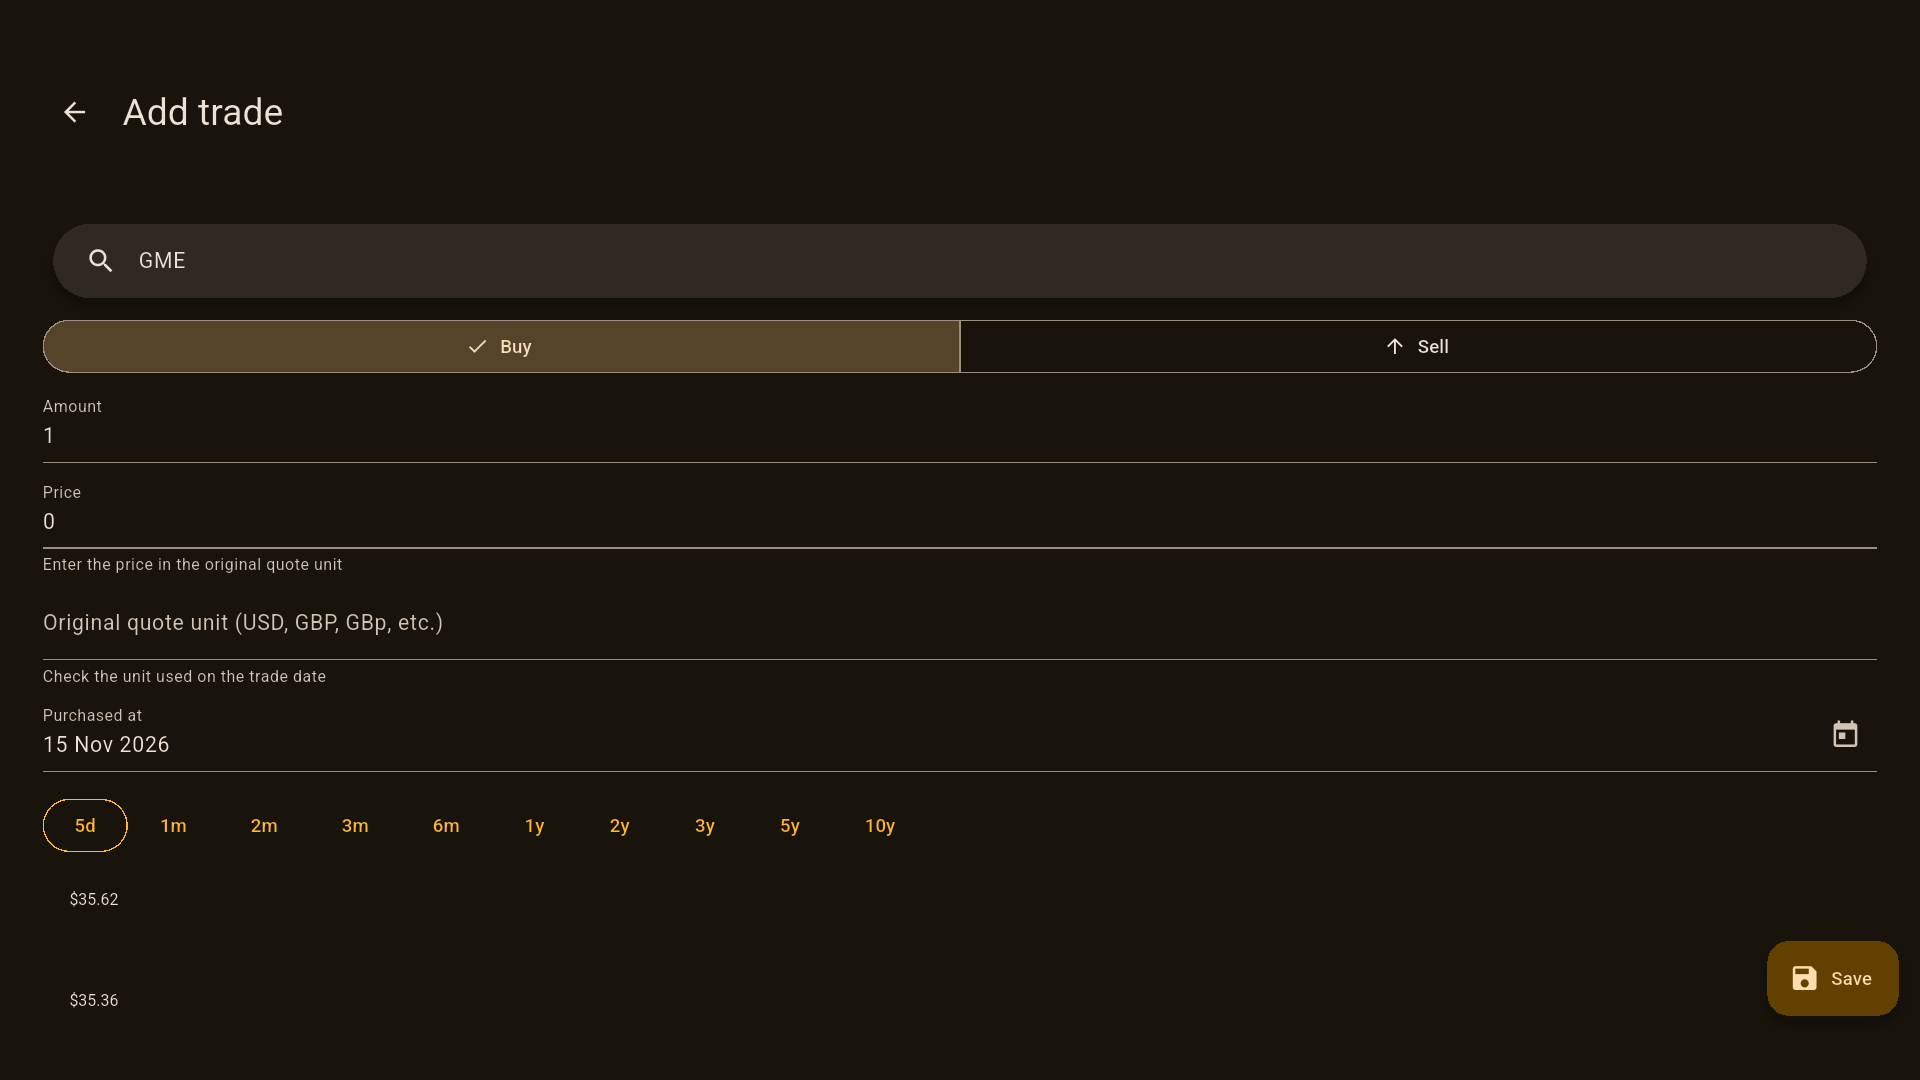 Add trade
GME
Buy
Sell
Amount
1
Price
0
Enter the price in the original quote unit
Original quote unit (USD, GBP, GBp, etc.)
Check the unit used on the trade date
Purchased at
15 Nov 2026
5d 1m 2m 3m 6m 1y 2y 3y 5y 10y
$35.62
$35.36
Save